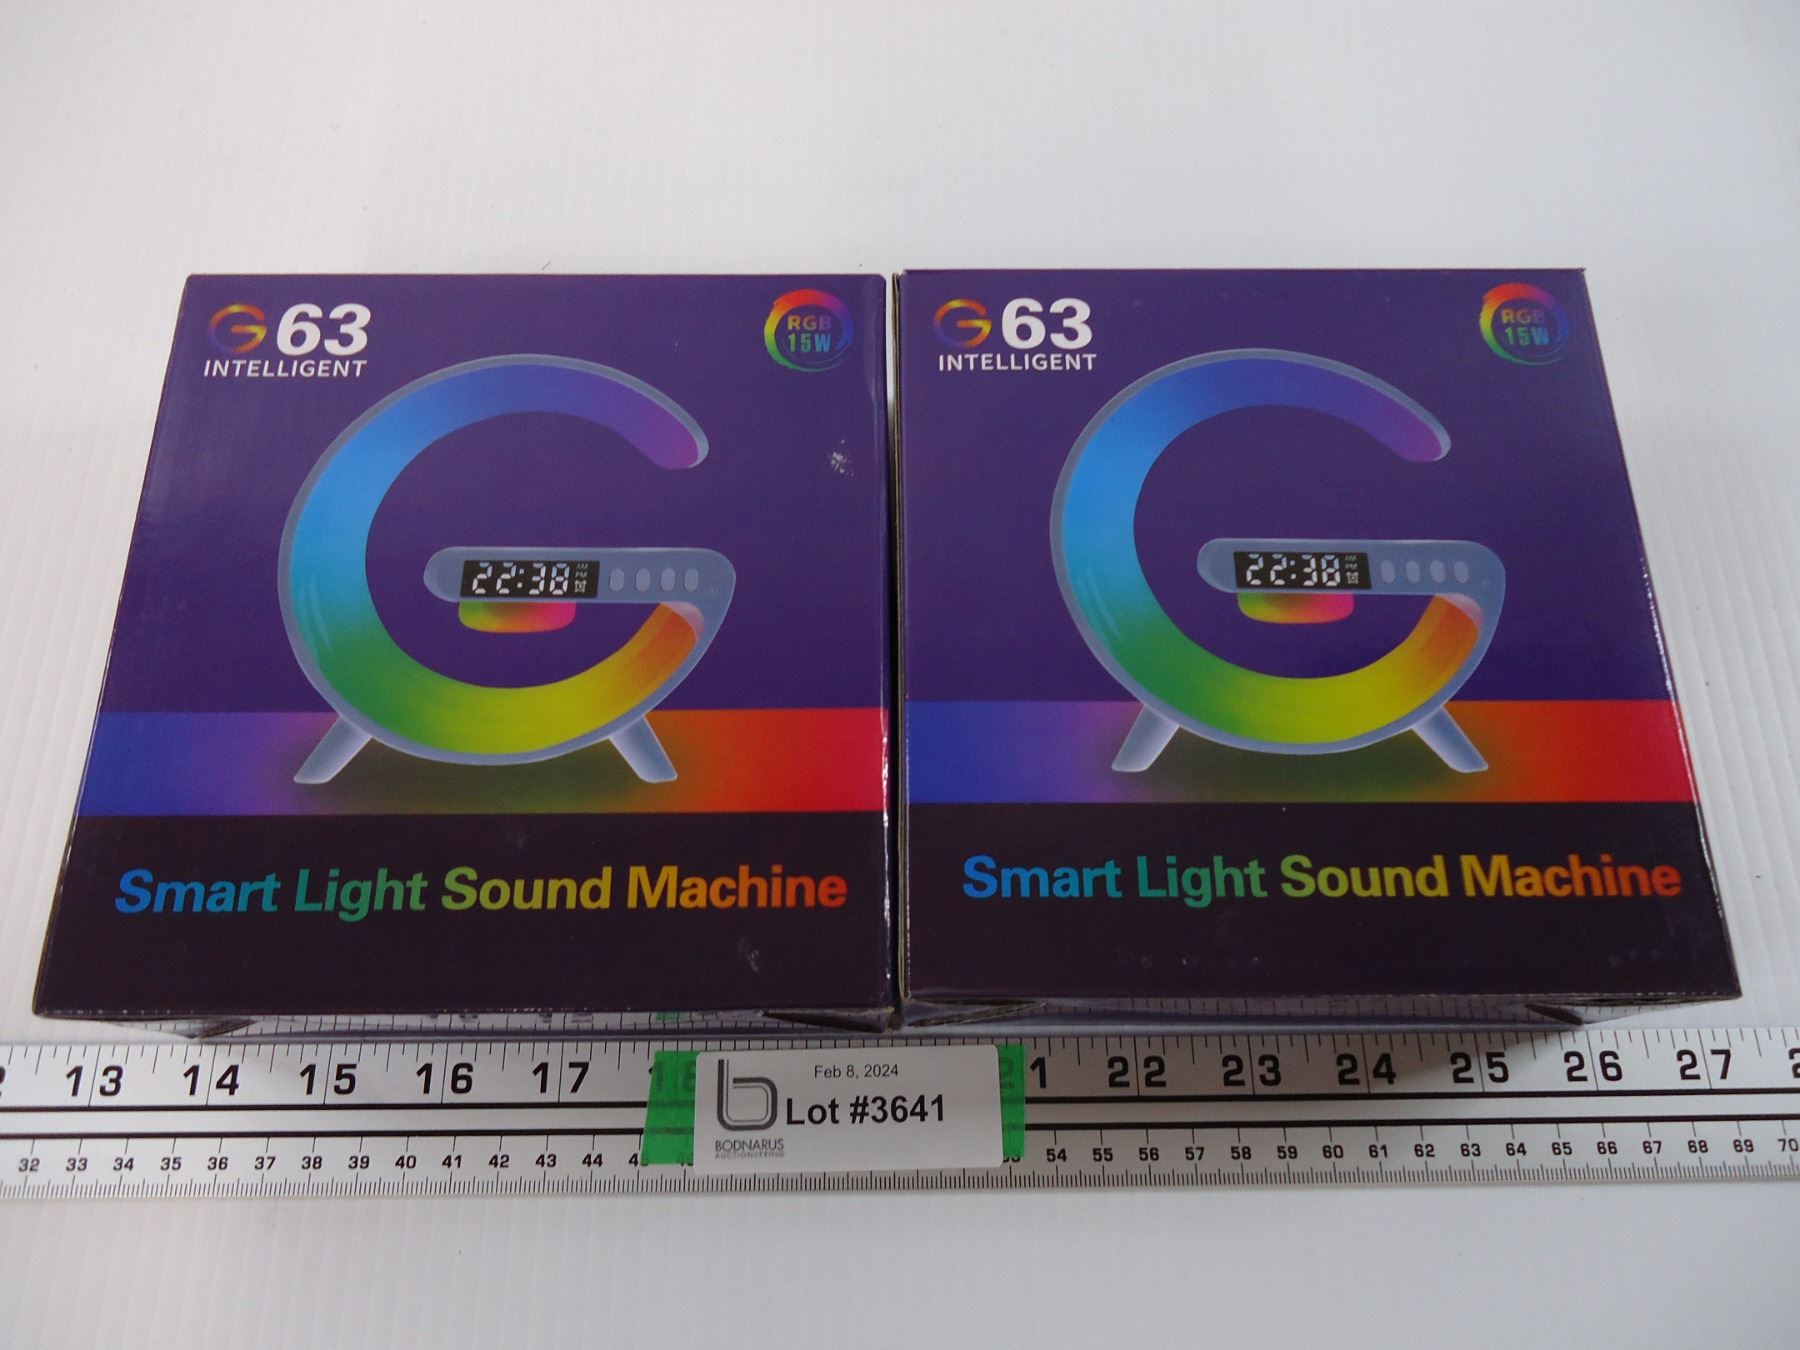 G63
INTELLIGENT
RGB
15W
22:38
Smart Light Sound Machine
G63
INTELLIGENT
RGB
15W
22:38
Smart Light Sound Machine
13 14 15 16 17 18 21 22 23 24 25 26 27
Feb 8, 2024
Lot #3641
BODNARUS
AUCTIONEERING
32 33 34 35 36 37 38 39 40 41 42 43 44 54 55 56 57 58 59 60 61 62 63 64 65 66 67 68 69 70